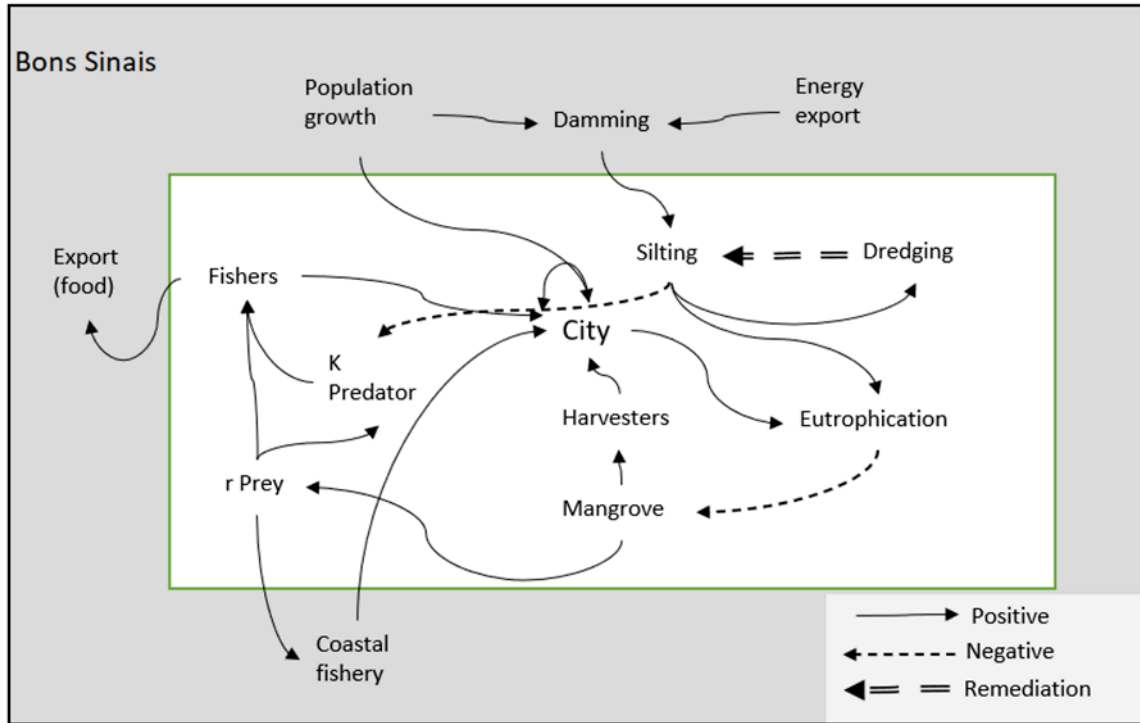 Bons Sinais
Population
growth
Damming
Energy
export
Export
(food)
Fishers
Silting
Dredging
City
K
Predator
Harvesters
Eutrophication
r Prey
Mangrove
Coastal
fishery
Positive
Negative
Remediation